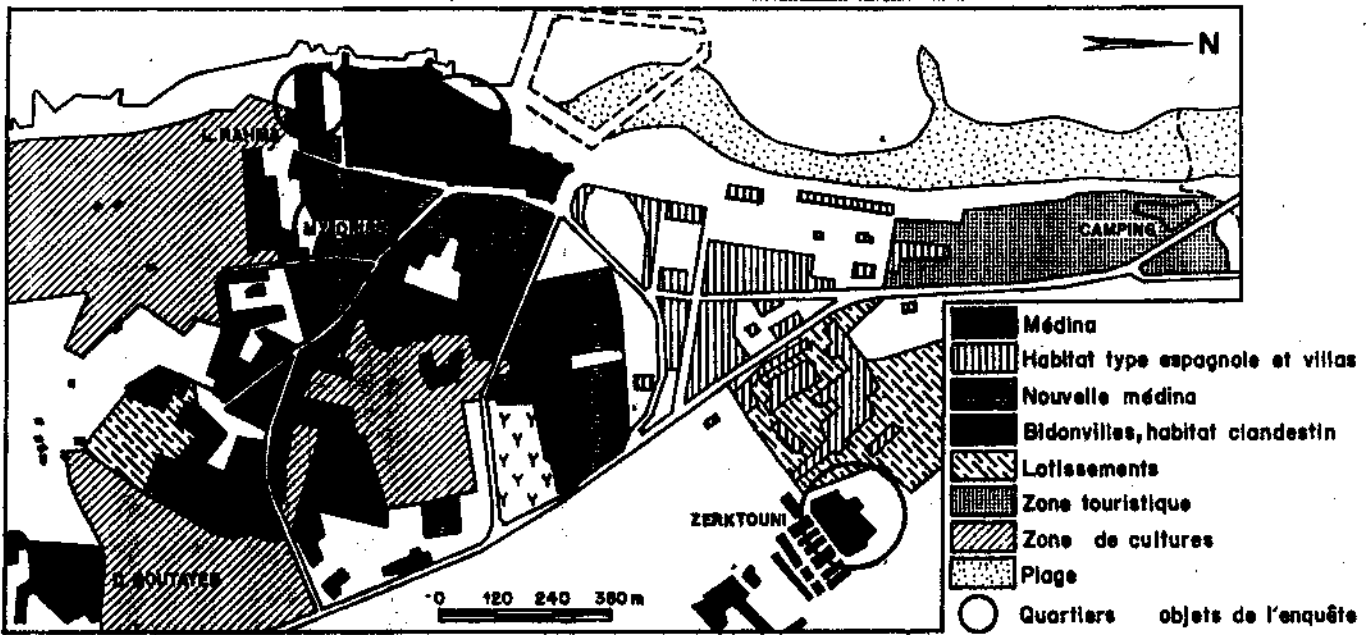 N
CAMPING
Médina
Habitat type espagnole et villas
Nouvelle médina
Bidonvilles, habitat clandestin
Lotissements
Zone touristique
ZERKTOUNI
Zone de cultures
Plage
0 120 240 360 m
Quartiers objets de l'enquête